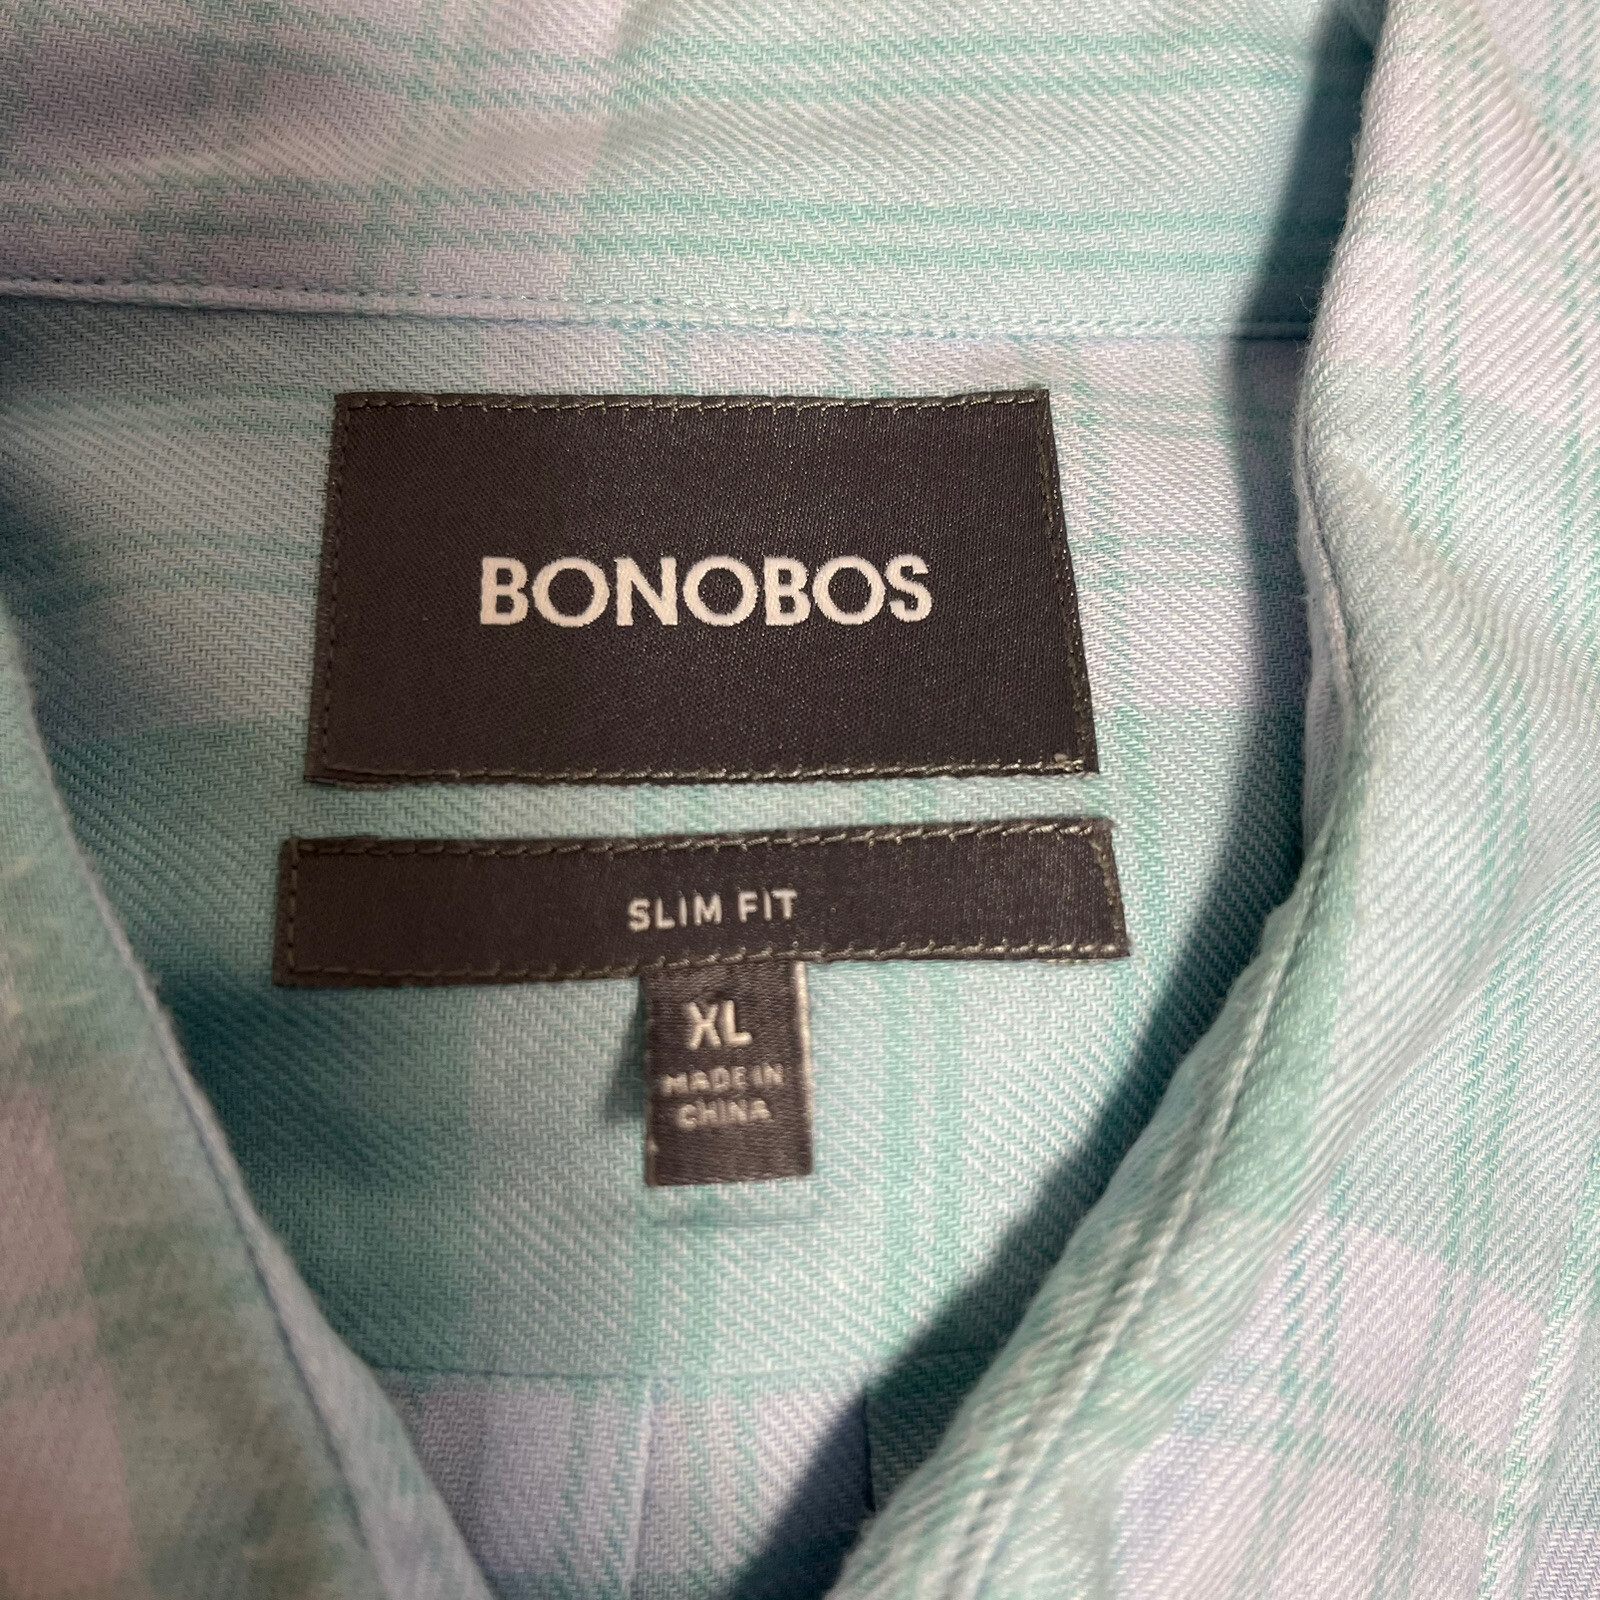 BONOBOS
SLIM FIT
XL
MADE IN
CHINA